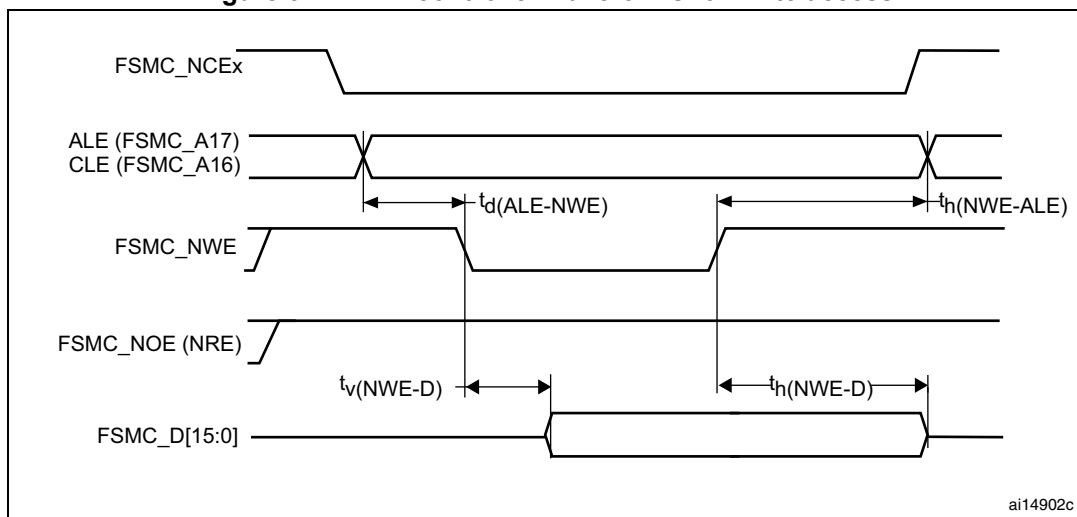 FSMC_NCEx
ALE (FSMC_A17)
CLE (FSMC_A16)
td(ALE-NWE)
th(NWE-ALE)
FSMC_NWE
FSMC_NOE (NRE)
tv(NWE-D)
th(NWE-D)
FSMC_D[15:0]
ai14902c